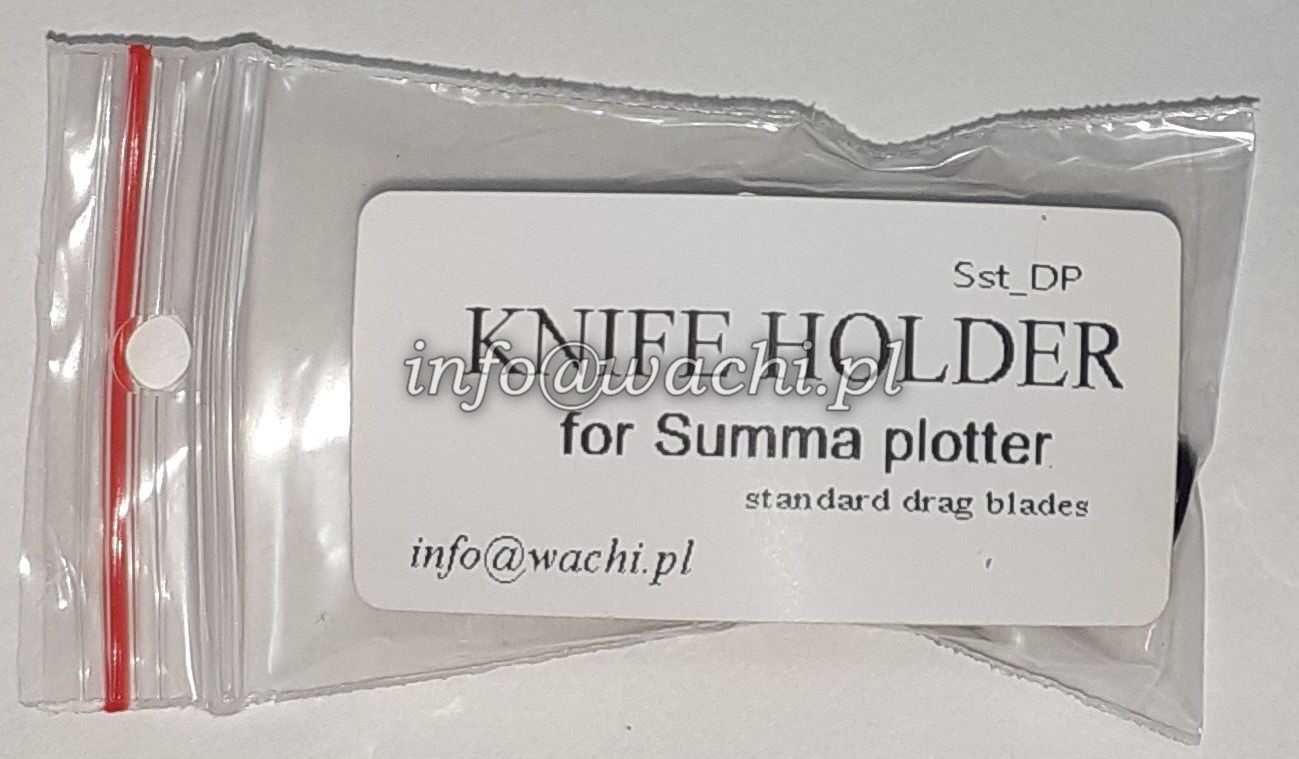 Sst_DP
KNIFE HOLDER
info@wachi.pl
for Summa plotter
standard drag blades
info@wachi.pl